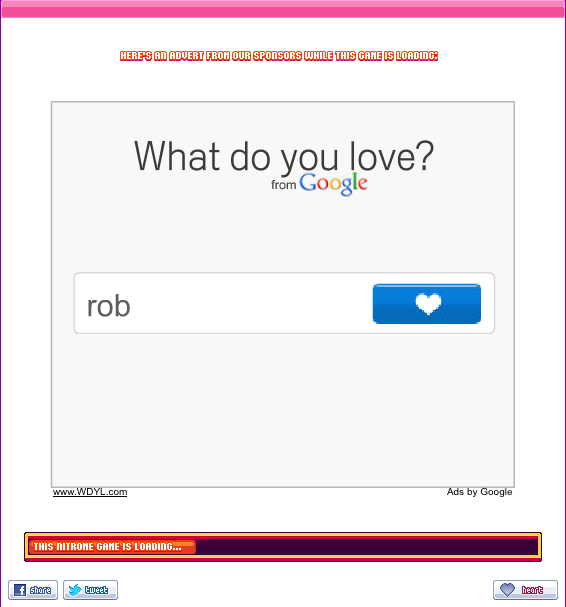 HERE'S AN ADVERT FROM OUR SPONSORS WHILE THIS GAME IS LOADING:
What do you love?
from Google
rob
www.WDYL.com
Ads by Google
THIS NITROME GAME IS LOADING...
share
tweet
heart